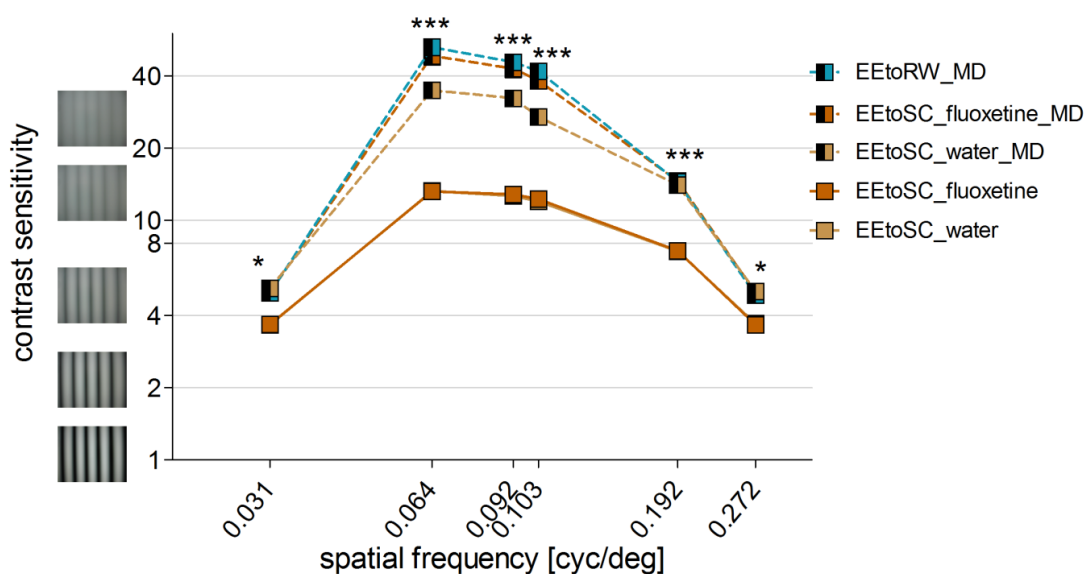 ***
***
***
***
*
*
40
20
10
8
4
2
1
contrast sensitivity
0.031
0.064
0.092
0.103
0.192
0.272
spatial frequency [cyc/deg]
EEtoRW_MD
EEtoSC_fluoxetine_MD
EEtoSC_water_MD
EEtoSC_fluoxetine
EEtoSC_water